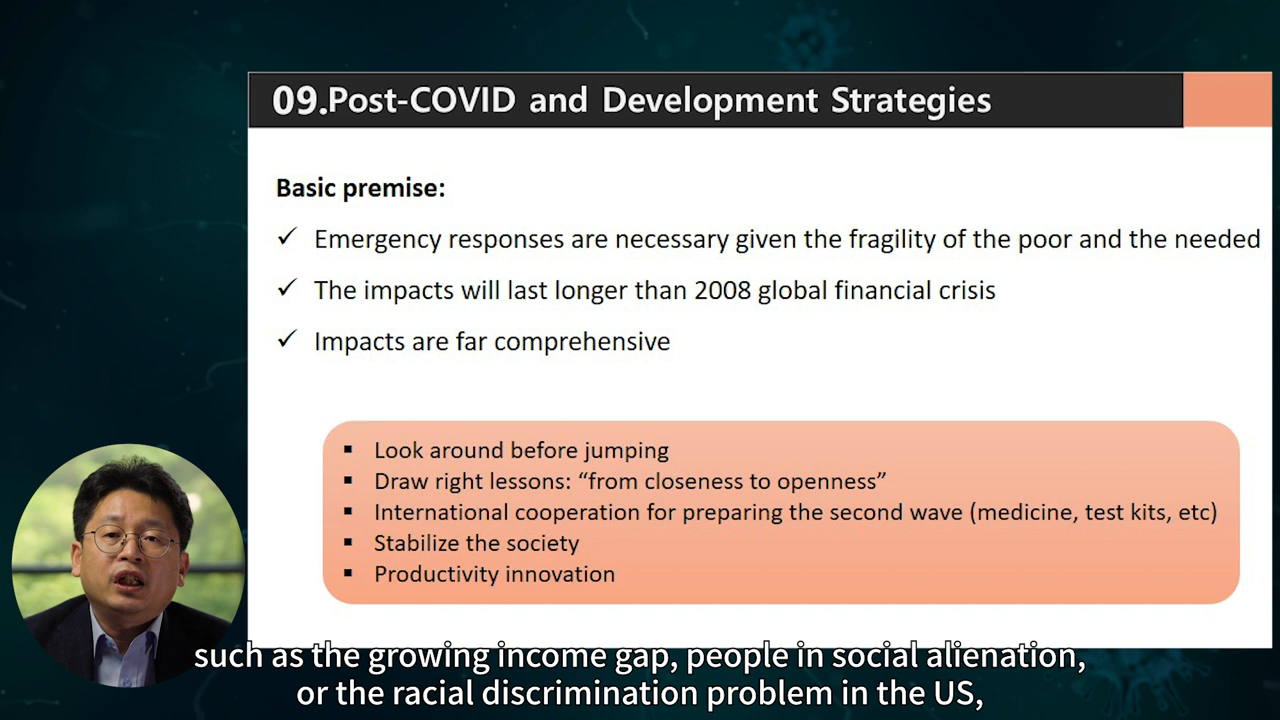 09.Post-COVID and Development Strategies
Basic premise:
✓ Emergency responses are necessary given the fragility of the poor and the needed
✓ The impacts will last longer than 2008 global financial crisis
✓ Impacts are far comprehensive
▪ Look around before jumping
▪ Draw right lessons: “from closeness to openness”
▪ International cooperation for preparing the second wave (medicine, test kits, etc)
▪ Stabilize the society
▪ Productivity innovation
such as the growing income gap, people in social alienation,
or the racial discrimination problem in the US,